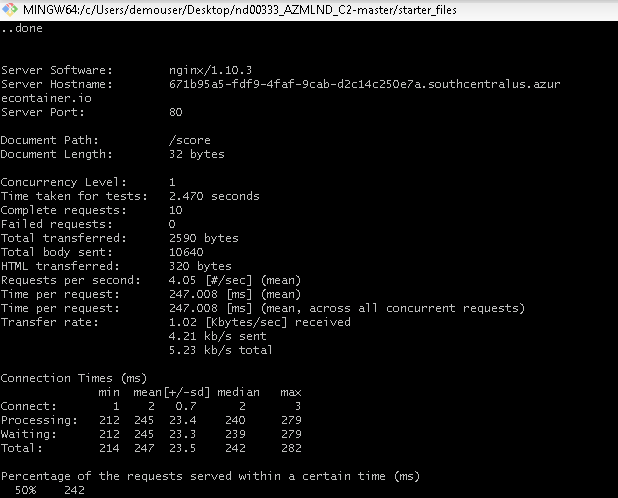 MINGW64:/c/Users/demouser/Desktop/nd00333_AZMLND_C2-master/starter_files
..done
Server Software:        nginx/1.10.3
Server Hostname:        671b95a5-fdf9-4faf-9cab-d2c14c250e7a.southcentralus.azur
econtainer.io
Server Port:            80
Document Path:          /score
Document Length:        32 bytes
Concurrency Level:      1
Time taken for tests:   2.470 seconds
Complete requests:      10
Failed requests:        0
Total transferred:      2590 bytes
Total body sent:        10640
HTML transferred:       320 bytes
Requests per second:    4.05 [#/sec] (mean)
Time per request:       247.008 [ms] (mean)
Time per request:       247.008 [ms] (mean, across all concurrent requests)
Transfer rate:          1.02 [Kbytes/sec] received
                        4.21 kb/s sent
                        5.23 kb/s total
Connection Times (ms)
              min  mean[+/-sd] median   max
Connect:        1    2   0.7      2       3
Processing:   212  245  23.4    240     279
Waiting:      212  245  23.3    239     279
Total:        214  247  23.5    242     282
Percentage of the requests served within a certain time (ms)
  50%    242